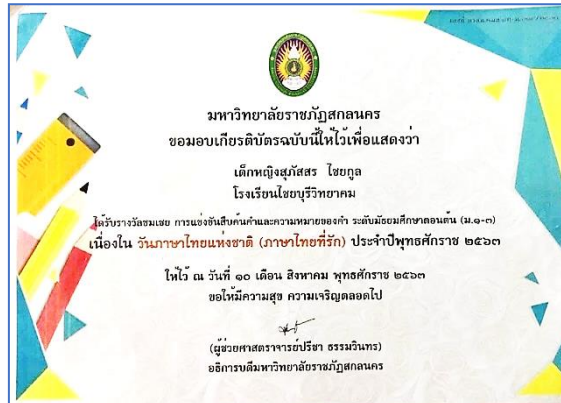 มหาวิทยาลัยราชภัฏสกลนคร
ขอมอบเกียรติบัตรฉบับนี้ให้ไว้เพื่อแสดงว่า
เด็กหญิงสุภัสสร ไชยกูล
โรงเรียนไชยบุรีวิทยาคม
ได้รับรางวัลชมเชย การแข่งขันสืบค้นคำและความหมายของคำ ระดับมัธยมศึกษาตอนต้น (ม.๑-๓)
เนื่องใน วันภาษาไทยแห่งชาติ (ภาษาไทยที่รัก) ประจำปีพุทธศักราช ๒๕๖๓
ให้ไว้ ณ วันที่ ๑๐ เดือน สิงหาคม พุทธศักราช ๒๕๖๓
ขอให้มีความสุข ความเจริญตลอดไป
(ผู้ช่วยศาสตราจารย์ปรีชา ธรรมวินทร)
อธิการบดีมหาวิทยาลัยราชภัฏสกลนคร